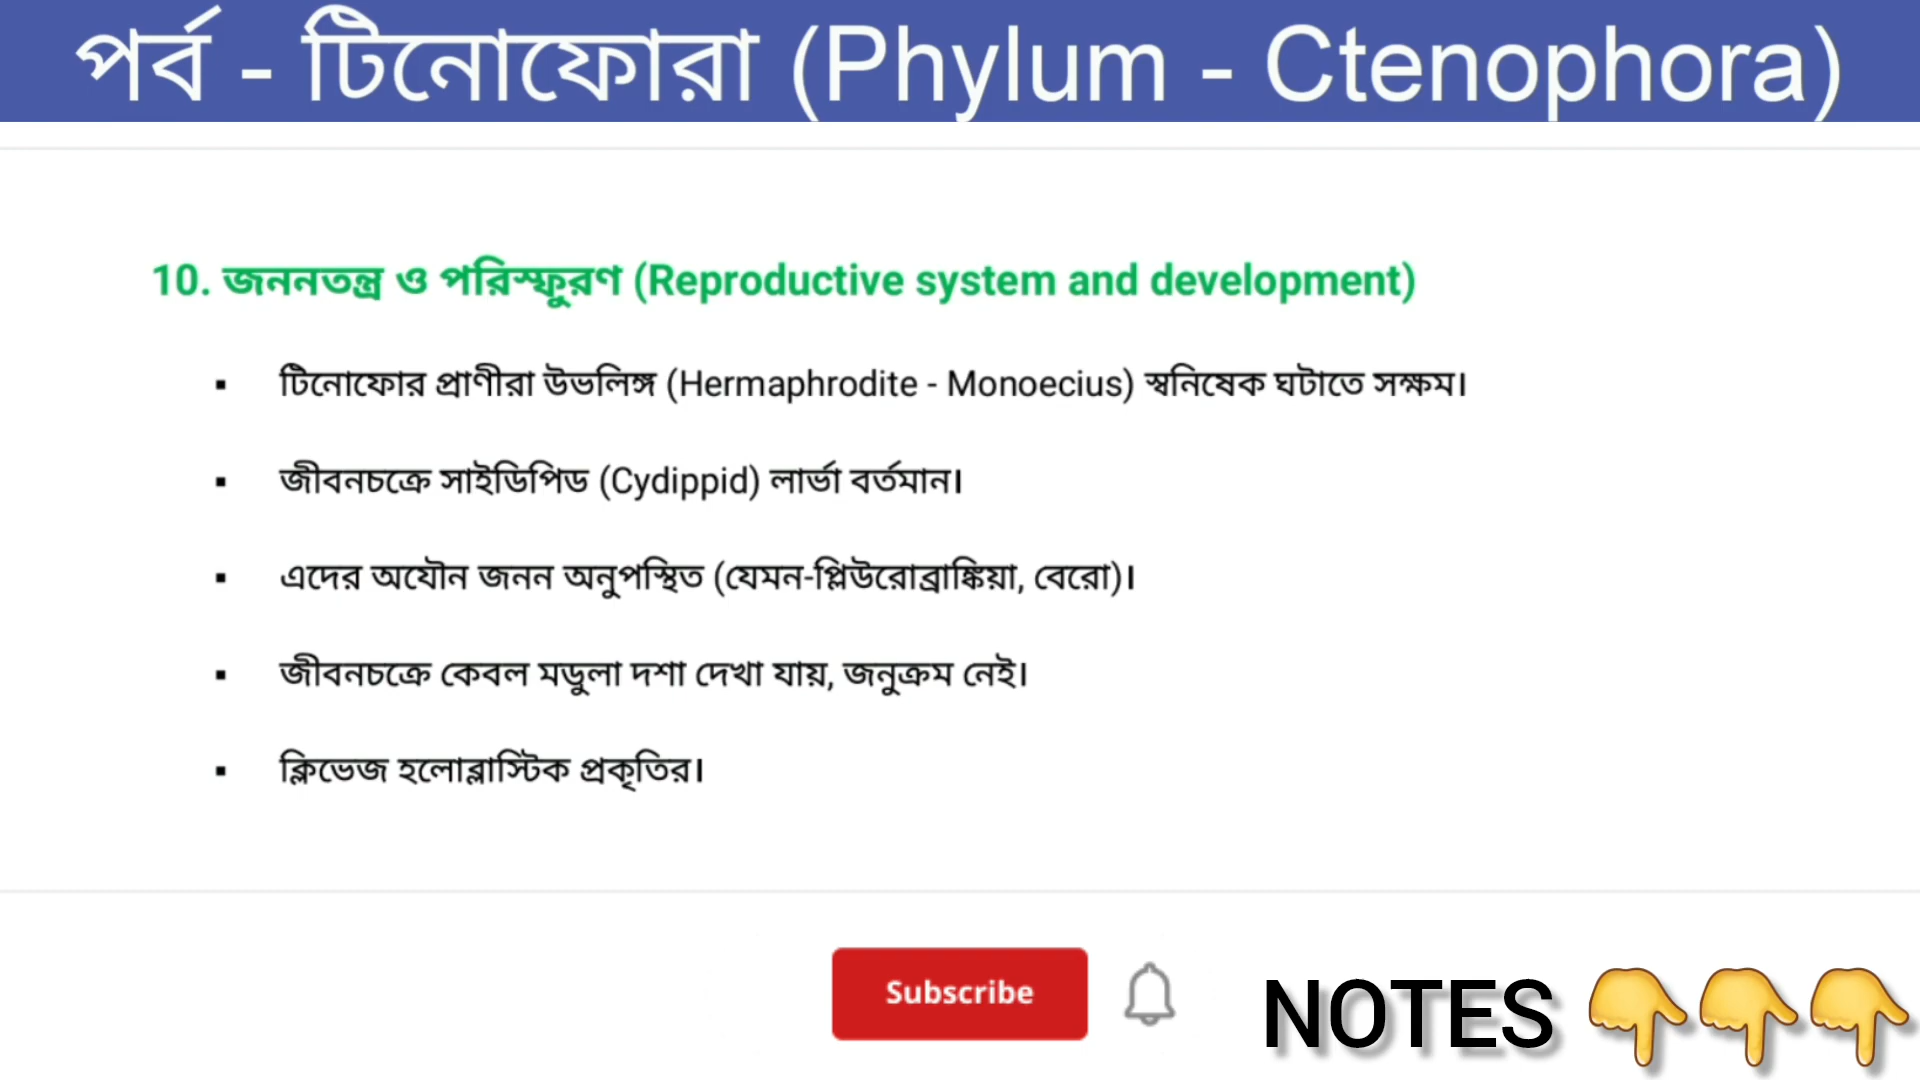 পর্ব - টিনোফোরা (Phylum - Ctenophora)
10. জননতন্ত্র ও পরিস্ফুরণ (Reproductive system and development)
▪ টিনোফোর প্রাণীরা উভলিঙ্গ (Hermaphrodite - Monoecius) স্বনিষেক ঘটাতে সক্ষম।
▪ জীবনচক্রে সাইডিপিড (Cydippid) লার্ভা বর্তমান।
▪ এদের অযৌন জনন অনুপস্থিত (যেমন-প্লিউরোব্রাঙ্কিয়া, বেরো)।
▪ জীবনচক্রে কেবল মডুলা দশা দেখা যায়, জনুক্রম নেই।
▪ ক্লিভেজ হলোব্লাস্টিক প্রকৃতির।
Subscribe
NOTES 👇👇👇